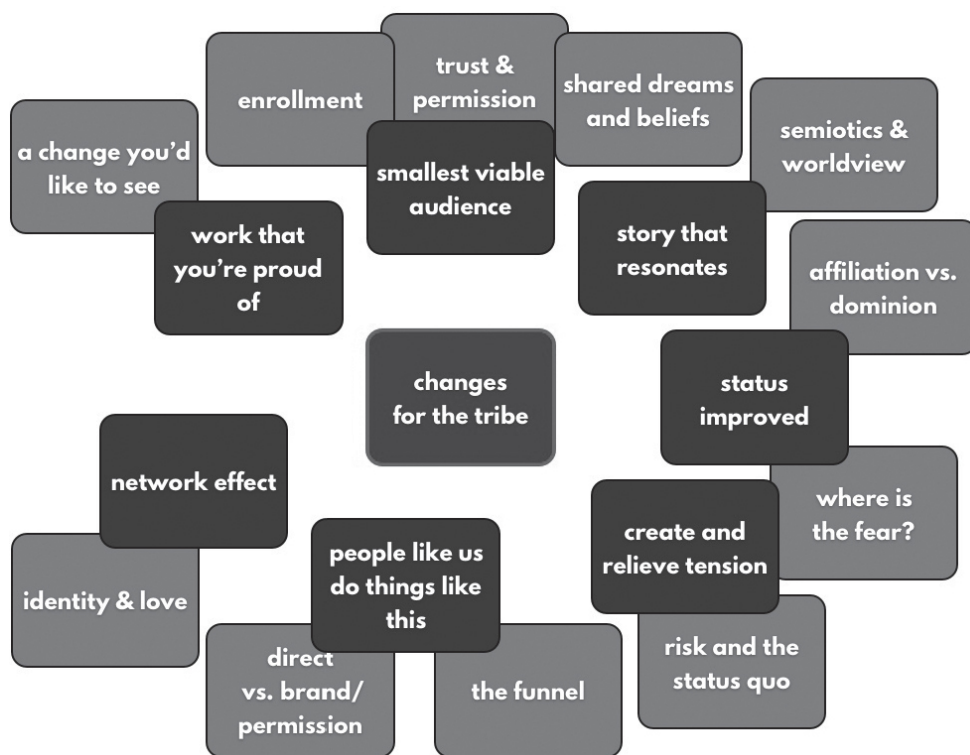 trust &
permission
enrollment
shared dreams
and beliefs
semiotics &
worldview
a change you’d
like to see
smallest viable
audience
work that
you’re proud
of
story that
resonates
affiliation vs.
dominion
changes
for the tribe
status
improved
network effect
where is
the fear?
create and
relieve tension
people like us
do things like
this
identity & love
direct
vs. brand/
permission
the funnel
risk and the
status quo